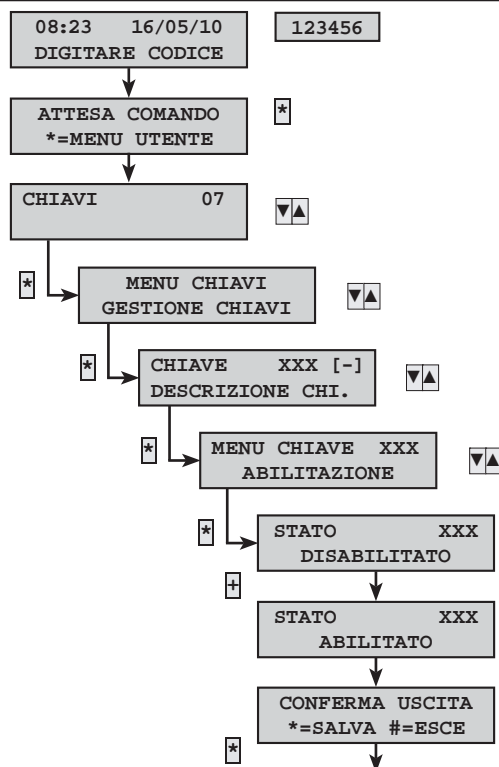 08:23 16/05/10
DIGITARE CODICE
123456
ATTESA COMANDO
*=MENU UTENTE
*
CHIAVI 07
▼▲
*
MENU CHIAVI
GESTIONE CHIAVI
▼▲
*
CHIAVE XXX [-]
DESCRIZIONE CHI.
▼▲
*
MENU CHIAVE XXX
ABILITAZIONE
▼▲
*
STATO XXX
DISABILITATO
+
STATO XXX
ABILITATO
CONFERMA USCITA
*=SALVA #=ESCE
*